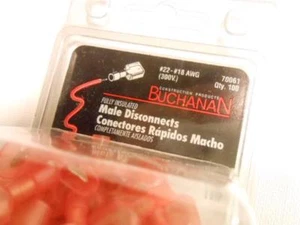 #22-#18 AWG
(300V.)
70061
Qty. 100
CONSTRUCTION PRODUCTS
BUCHANAN
FULLY INSULATED
Male Disconnects
Conectores Rápidos Macho
COMPLETAMENTE AISLADOS